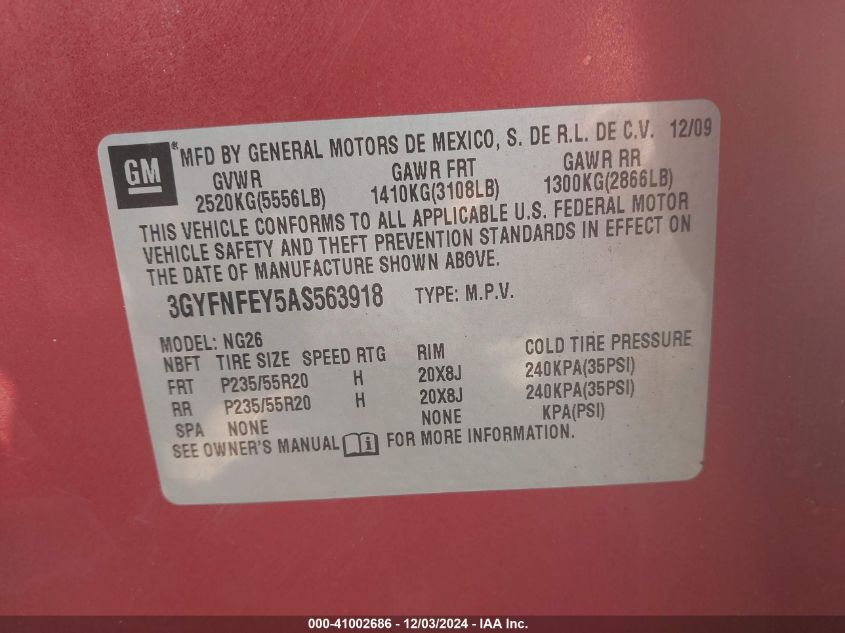 GM ® MFD BY GENERAL MOTORS DE MEXICO, S. DE R.L. DE C.V. 12/09
GVWR GAWR FRT GAWR RR
2520KG(5556LB) 1410KG(3108LB) 1300KG(2866LB)
THIS VEHICLE CONFORMS TO ALL APPLICABLE U.S. FEDERAL MOTOR
VEHICLE SAFETY AND THEFT PREVENTION STANDARDS IN EFFECT ON
THE DATE OF MANUFACTURE SHOWN ABOVE.
3GYFNFEY5AS563918 TYPE: M.P.V.
MODEL: NG26
NBFT TIRE SIZE SPEED RTG RIM COLD TIRE PRESSURE
FRT P235/55R20 H 20X8J 240KPA(35PSI)
RR P235/55R20 H 20X8J 240KPA(35PSI)
SPA NONE NONE KPA(PSI)
SEE OWNER'S MANUAL i FOR MORE INFORMATION.
000-41002686 - 12/03/2024 - IAA Inc.